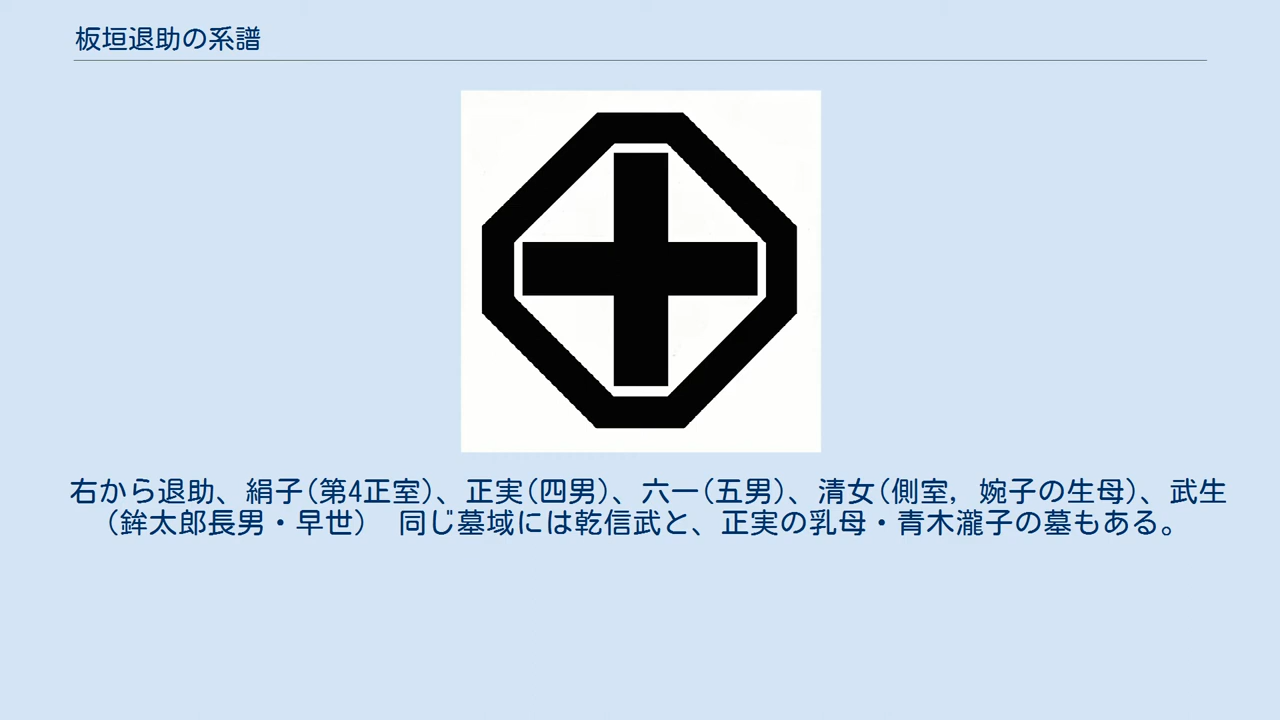 板垣退助の系譜
右から退助、絹子(第4正室)、正実(四男)、六一(五男)、清女(側室, 婉子の生母)、武生
（鉾太郎長男・早世）　同じ墓域には乾信武と、正実の乳母・青木瀧子の墓もある。